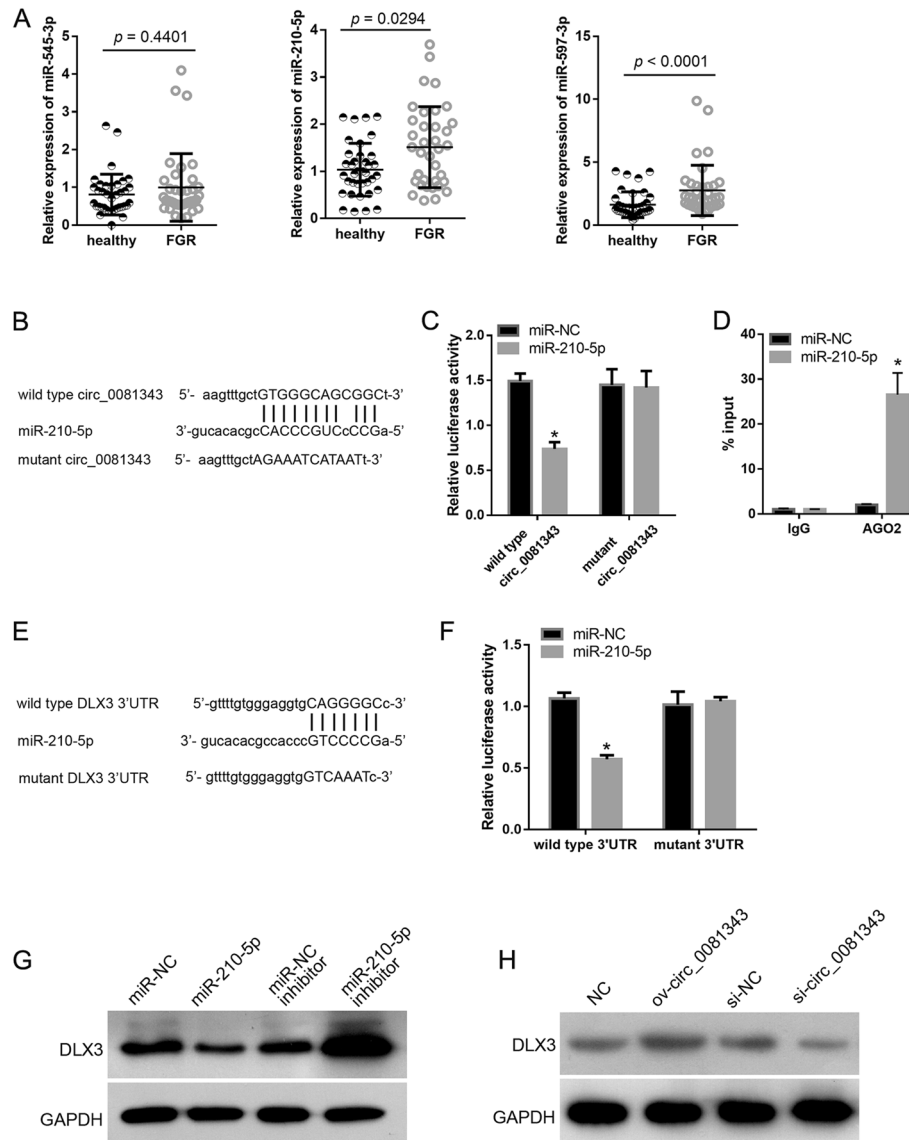 A
p = 0.4401
Relative expression of miR-545-3p
5
4
3
2
1
0
healthy FGR
p = 0.0294
Relative expression of miR-210-5p
4
3
2
1
0
healthy FGR
p < 0.0001
Relative expression of miR-597-3p
15
10
5
0
healthy FGR
B
wild type circ_0081343 5'- aagtttgctGTGGGCAGCGGCt-3'
miR-210-5p 3'-gucacacgcCACCCGUCcCCGa-5'
mutant circ_0081343 5'- aagtttgctAGAAATCATAATt-3'
C
miR-NC
miR-210-5p
Relative luciferase activity
2.0
1.5
1.0
0.5
0.0
*
wild type circ_0081343
mutant circ_0081343
D
miR-NC
miR-210-5p
% input
40
30
20
10
0
*
IgG AGO2
E
wild type DLX3 3'UTR 5'-gttttgtgggaggtgCAGGGGCc-3'
miR-210-5p 3'- gucacacgccacccGTCCCCGa-5'
mutant DLX3 3'UTR 5'- gttttgtgggaggtgGTCAAATc-3'
F
miR-NC
miR-210-5p
Relative luciferase activity
1.5
1.0
0.5
0.0
*
wild type 3'UTR mutant 3'UTR
G
miR-NC
miR-210-5p
miR-NC inhibitor
miR-210-5p inhibitor
DLX3
GAPDH
H
NC
ov-circ_0081343
si-NC
si-circ_0081343
DLX3
GAPDH